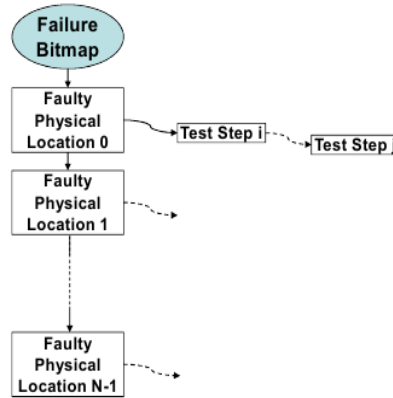 Failure
Bitmap
Faulty
Physical
Location 0
Test Step i
Test Step j
Faulty
Physical
Location 1
Faulty
Physical
Location N-1